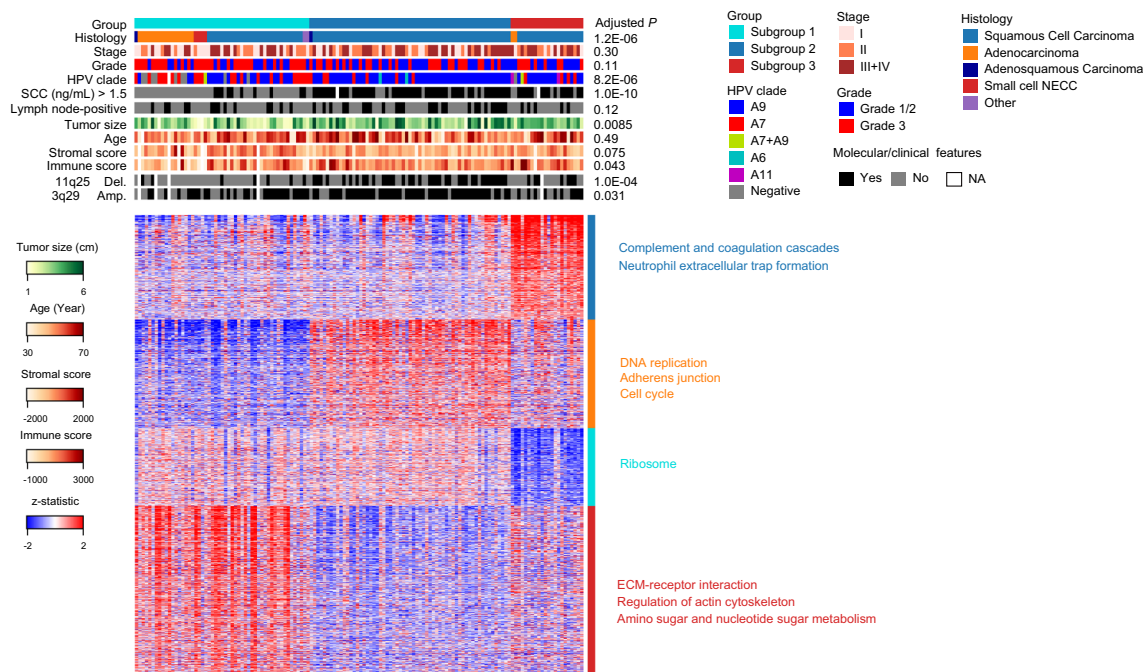 Group
Adjusted P
Histology
1.2E-06
Stage
0.30
Grade
0.11
HPV clade
8.2E-06
SCC (ng/mL) > 1.5
1.0E-10
Lymph node-positive
0.12
Tumor size
0.0085
Age
0.49
Stromal score
0.075
Immune score
0.043
11q25 Del.
1.0E-04
3q29 Amp.
0.031
Group
Subgroup 1
Subgroup 2
Subgroup 3
HPV clade
A9
A7
A7+A9
A6
A11
Negative
Stage
I
II
III+IV
Grade
Grade 1/2
Grade 3
Molecular/clinical features
Yes
No
NA
Histology
Squamous Cell Carcinoma
Adenocarcinoma
Adenosquamous Carcinoma
Small cell NECC
Other
Tumor size (cm)
1 6
Age (Year)
30 70
Stromal score
-2000 2000
Immune score
-1000 3000
z-statistic
-2 2
Complement and coagulation cascades
Neutrophil extracellular trap formation
DNA replication
Adherens junction
Cell cycle
Ribosome
ECM-receptor interaction
Regulation of actin cytoskeleton
Amino sugar and nucleotide sugar metabolism